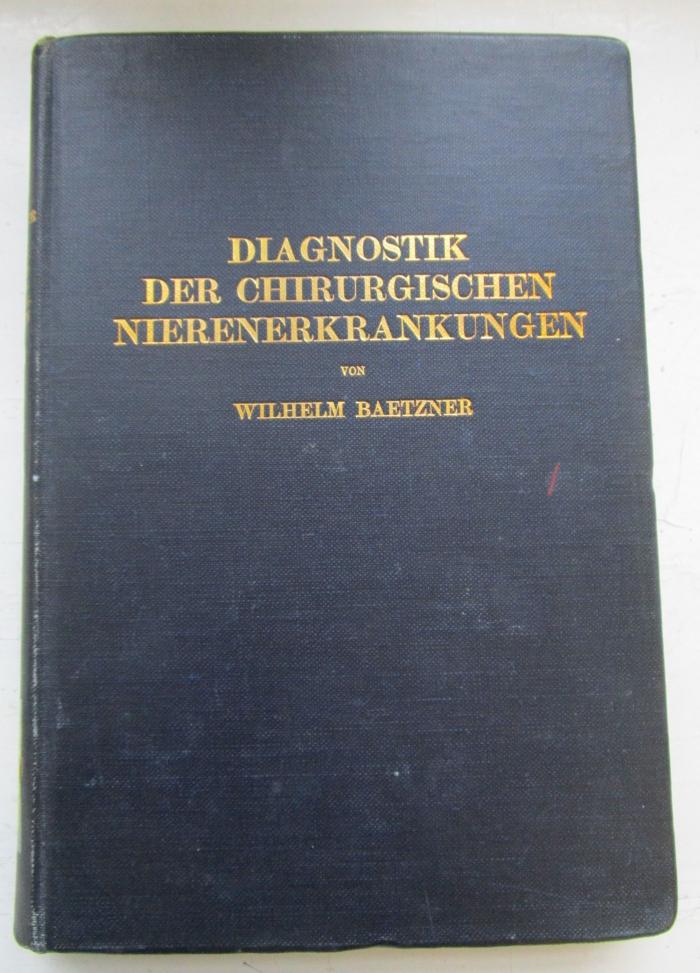 DIAGNOSTIK
DER CHIRURGISCHEN
NIERENERKRANKUNGEN
VON
WILHELM BAETZNER